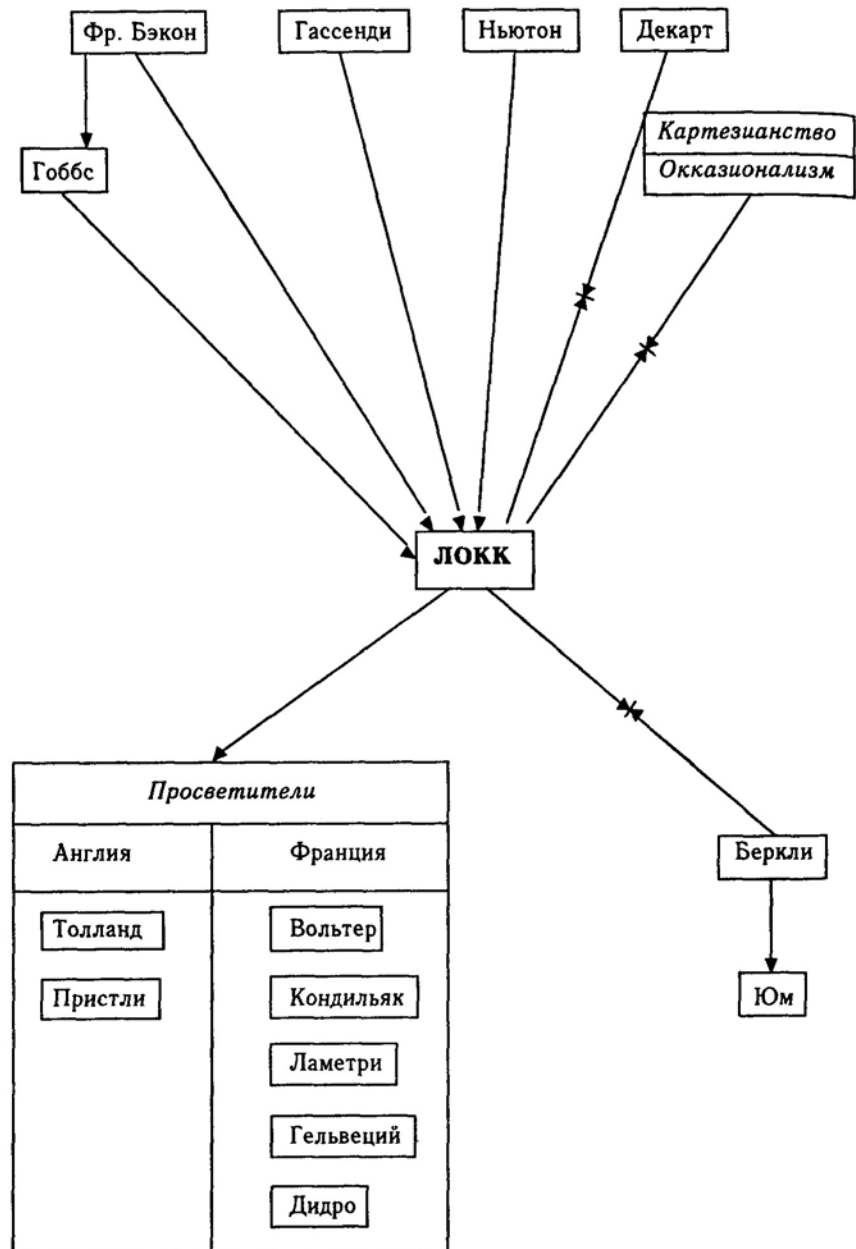 Фр. Бэкон
Гассенди
Ньютон
Декарт
Картезианство
Окказионализм
Гоббс
ЛОКК
Просветители
Англия
Франция
Толланд
Пристли
Вольтер
Кондильяк
Ламетри
Гельвеций
Дидро
Беркли
Юм